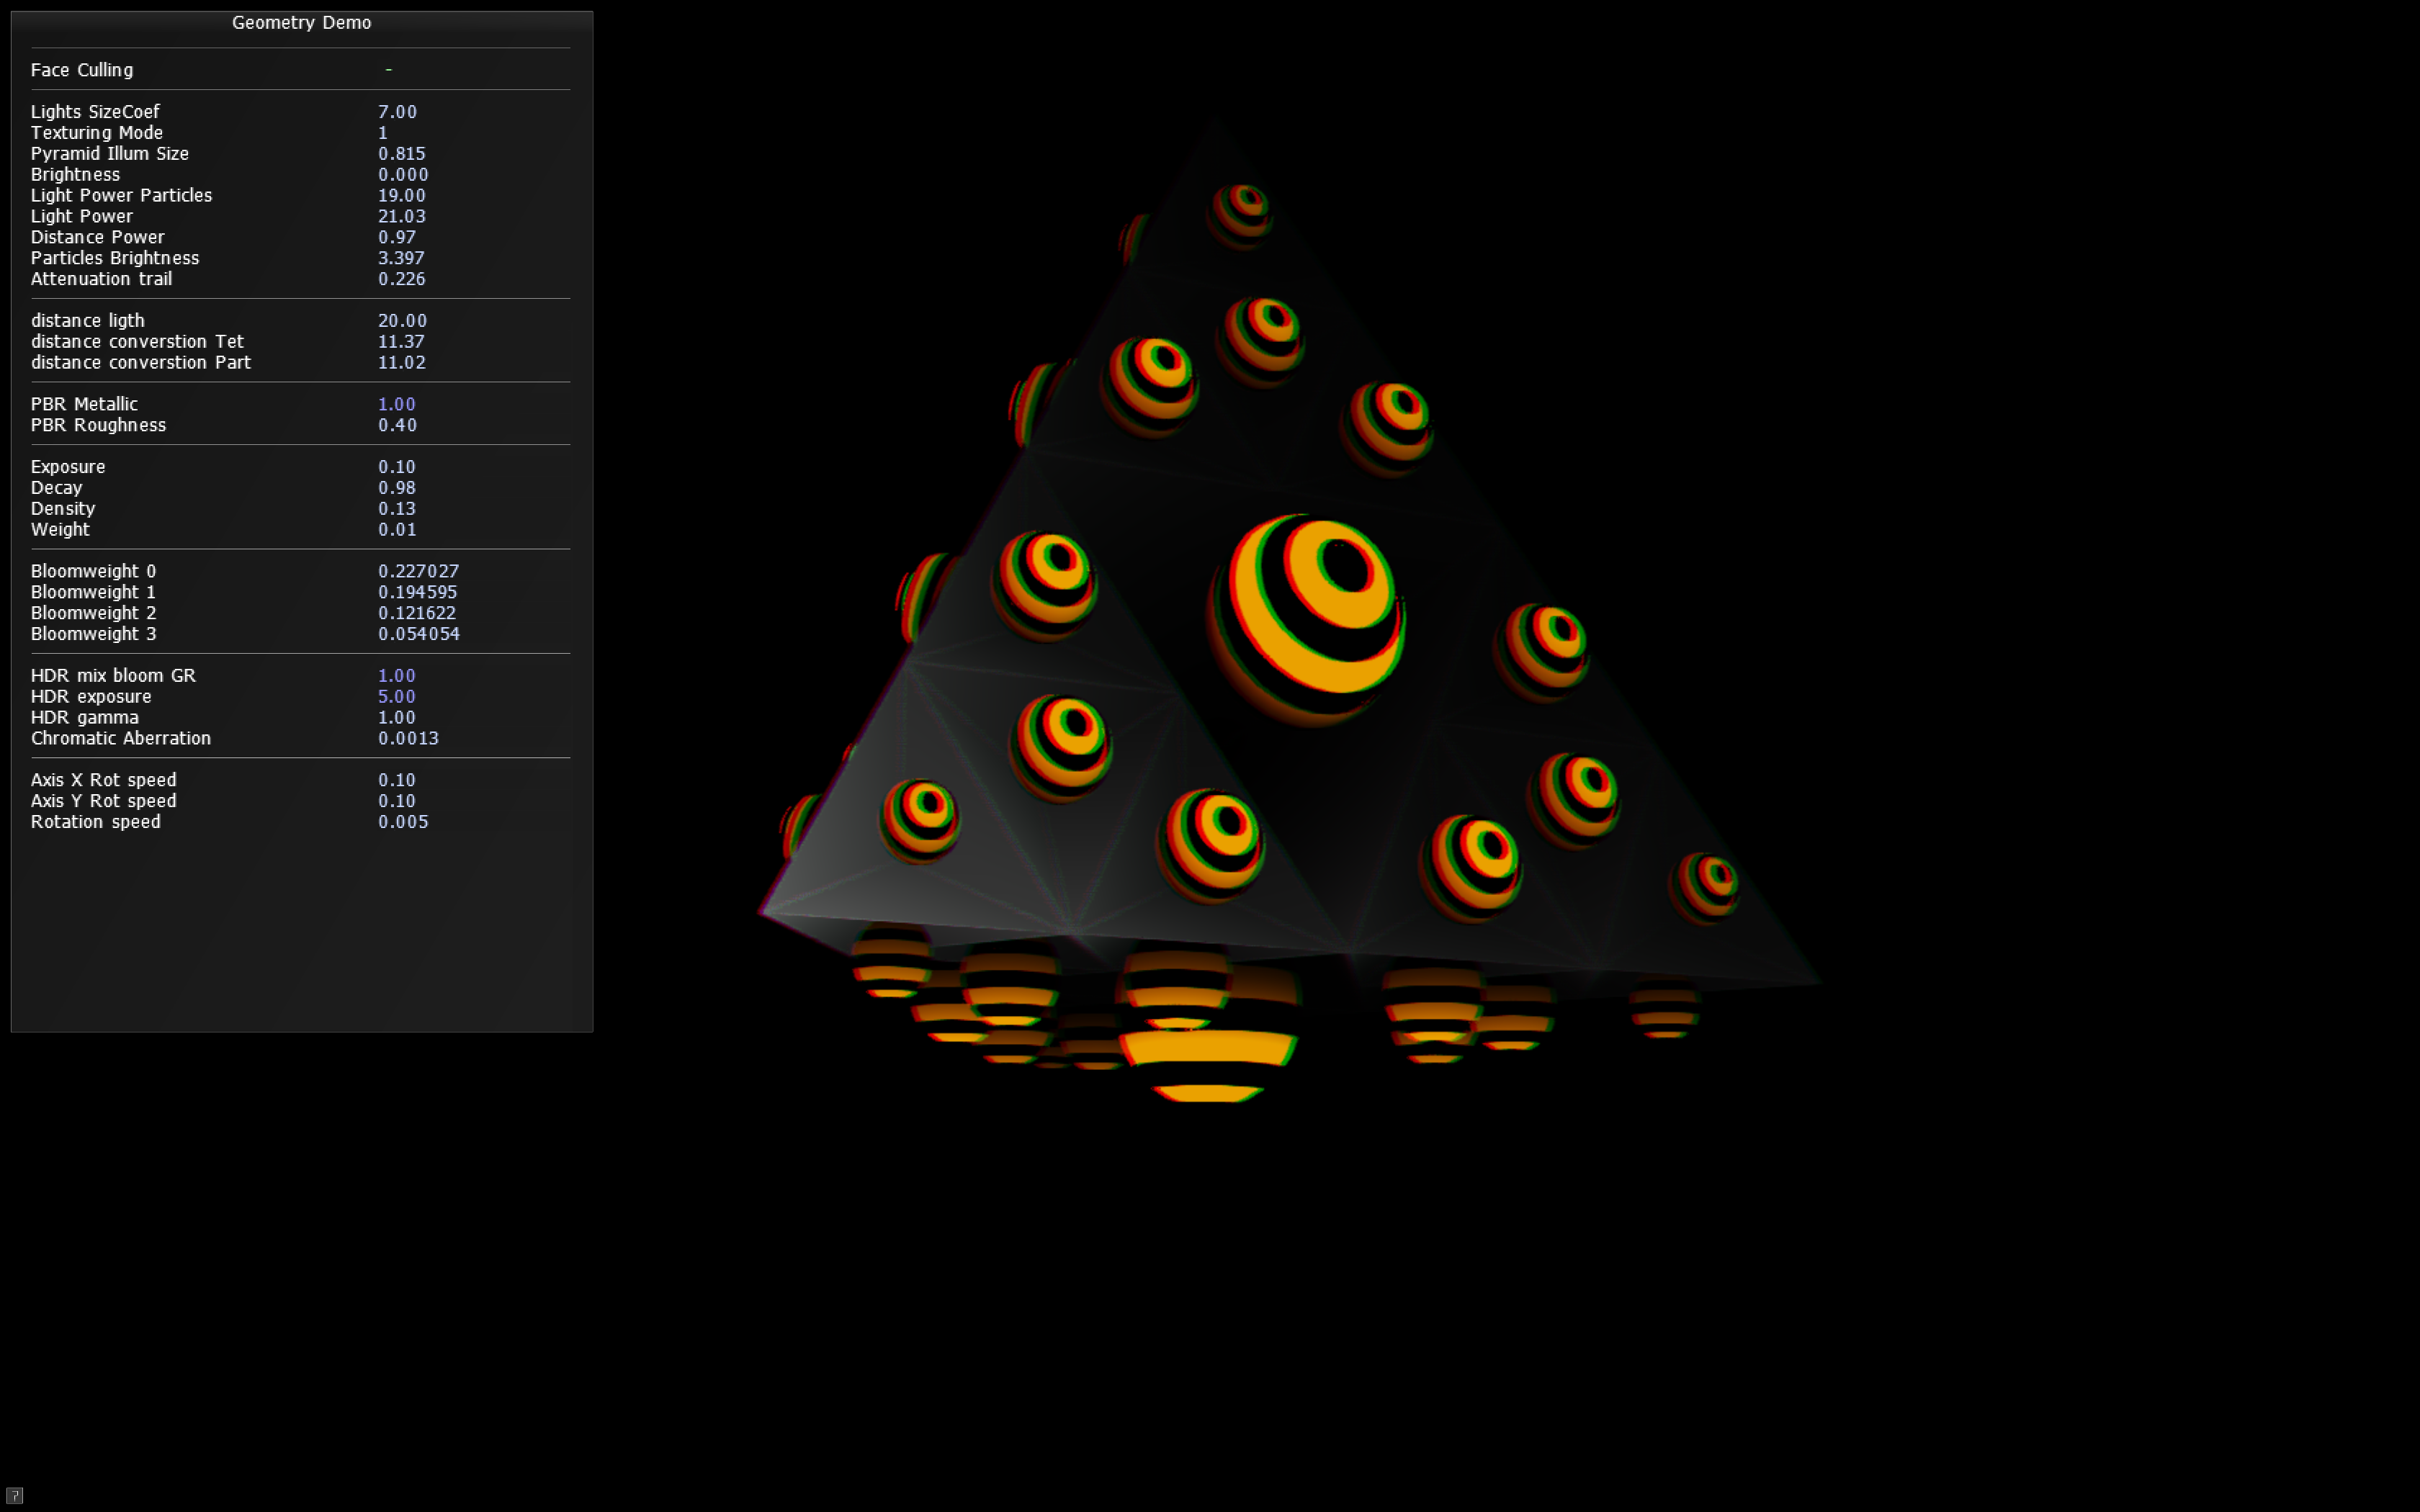 Geometry Demo
Face Culling -
Lights SizeCoef 7.00
Texturing Mode 1
Pyramid Illum Size 0.815
Brightness 0.000
Light Power Particles 19.00
Light Power 21.03
Distance Power 0.97
Particles Brightness 3.397
Attenuation trail 0.226
distance ligth 20.00
distance converstion Tet 11.37
distance converstion Part 11.02
PBR Metallic 1.00
PBR Roughness 0.40
Exposure 0.10
Decay 0.98
Density 0.13
Weight 0.01
Bloomweight 0 0.227027
Bloomweight 1 0.194595
Bloomweight 2 0.121622
Bloomweight 3 0.054054
HDR mix bloom GR 1.00
HDR exposure 5.00
HDR gamma 1.00
Chromatic Aberration 0.0013
Axis X Rot speed 0.10
Axis Y Rot speed 0.10
Rotation speed 0.005
?